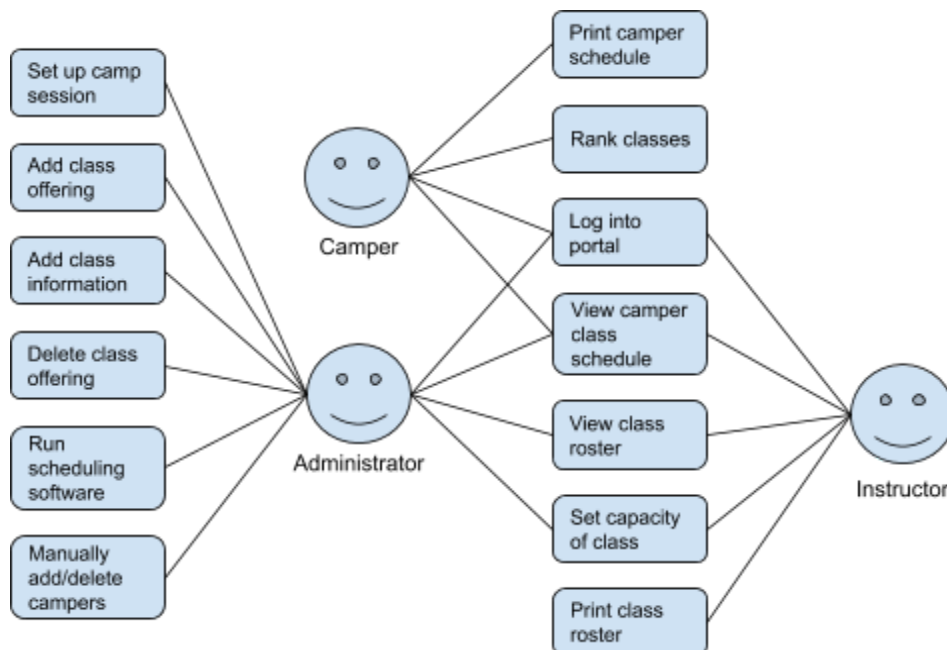 Set up camp
session
Add class
offering
Add class
information
Delete class
offering
Run
scheduling
software
Manually
add/delete
campers
Camper
Administrator
Print camper
schedule
Rank classes
Log into
portal
View camper
class
schedule
View class
roster
Set capacity
of class
Print class
roster
Instructor